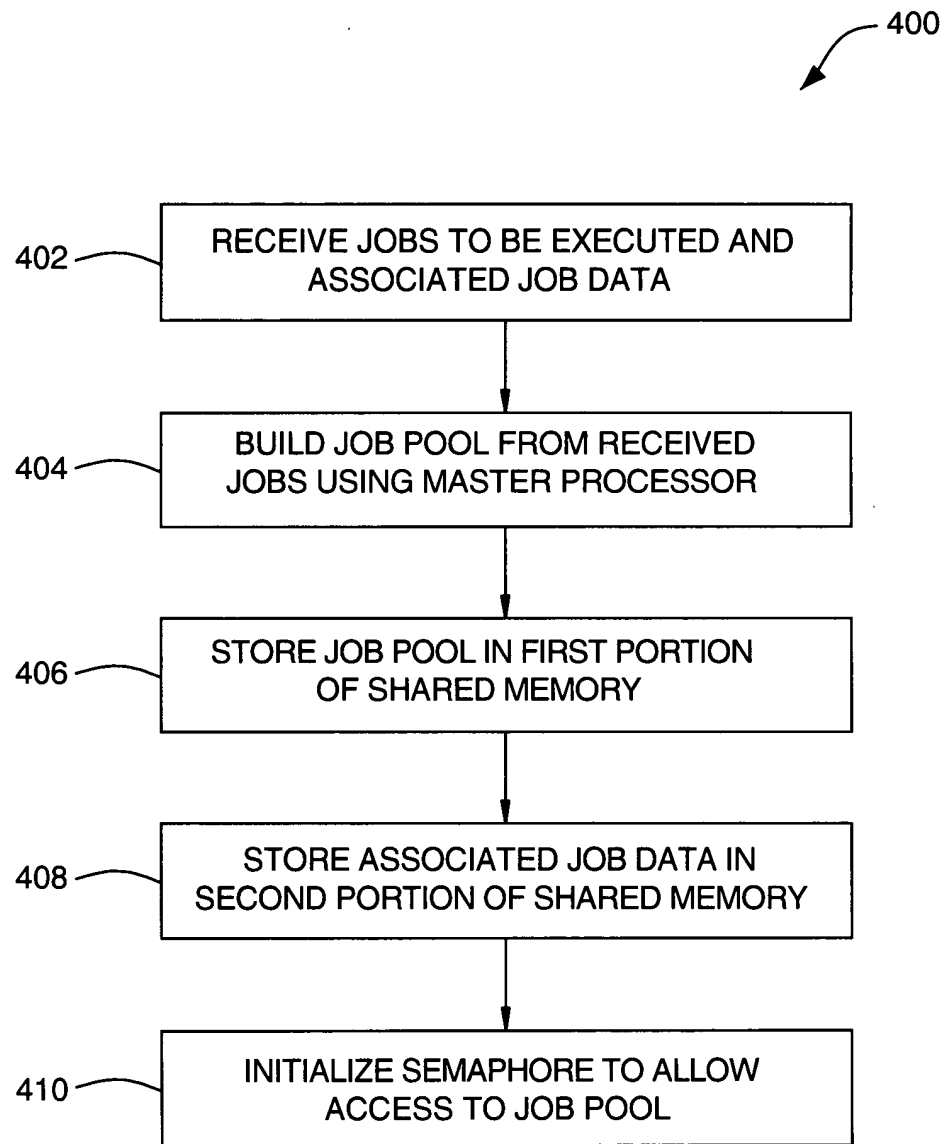 400
402
RECEIVE JOBS TO BE EXECUTED AND
ASSOCIATED JOB DATA
404
BUILD JOB POOL FROM RECEIVED
JOBS USING MASTER PROCESSOR
406
STORE JOB POOL IN FIRST PORTION
OF SHARED MEMORY
408
STORE ASSOCIATED JOB DATA IN
SECOND PORTION OF SHARED MEMORY
410
INITIALIZE SEMAPHORE TO ALLOW
ACCESS TO JOB POOL